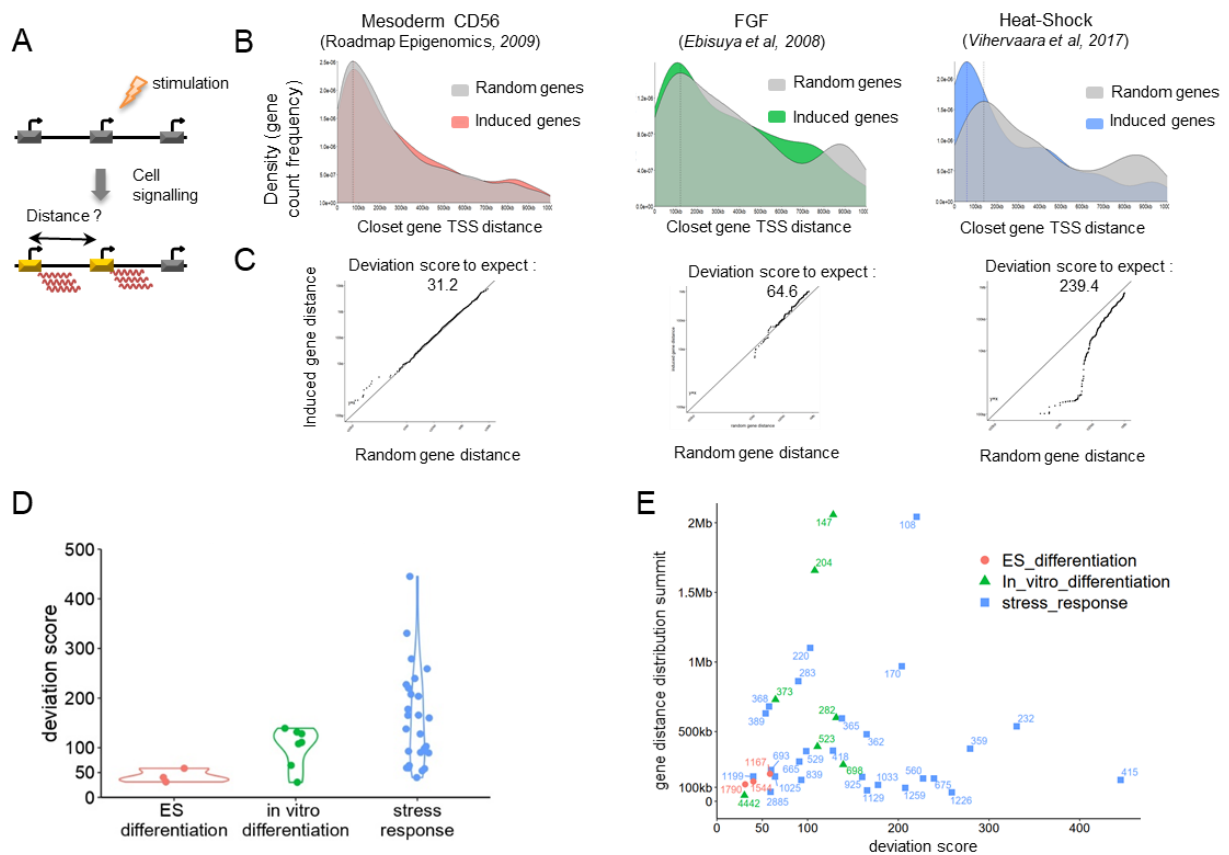 A
stimulation
Cell
signalling
Distance ?
B
Mesoderm CD56
(Roadmap Epigenomics, 2009)
Density (gene
count frequency)
Random genes
Induced genes
Closet gene TSS distance
FGF
(Ebisuya et al, 2008)
Random genes
Induced genes
Closet gene TSS distance
Heat-Shock
(Vihervaara et al, 2017)
Random genes
Induced genes
Closet gene TSS distance
C
Induced gene distance
Deviation score to expect :
31.2
Deviation score to expect :
64.6
induced gene distance
random gene distance
Deviation score to expect :
239.4
Random gene distance
Random gene distance
Random gene distance
D
deviation score
500
400
300
200
100
50
0
ES
differentiation
in vitro
differentiation
stress
response
E
gene distance distribution summit
2Mb
1.5Mb
1Mb
500kb
100kb
0
ES_differentiation
In_vitro_differentiation
stress_response
147
108
204
220
170
283
373
368
389
282
365
362
232
523
359
693
529
418
698
1167
665
1199
839
925
1033
560
675
415
1790
1544
1025
4442
2885
1129
1259
1226
0
50
100
200
300
400
deviation score